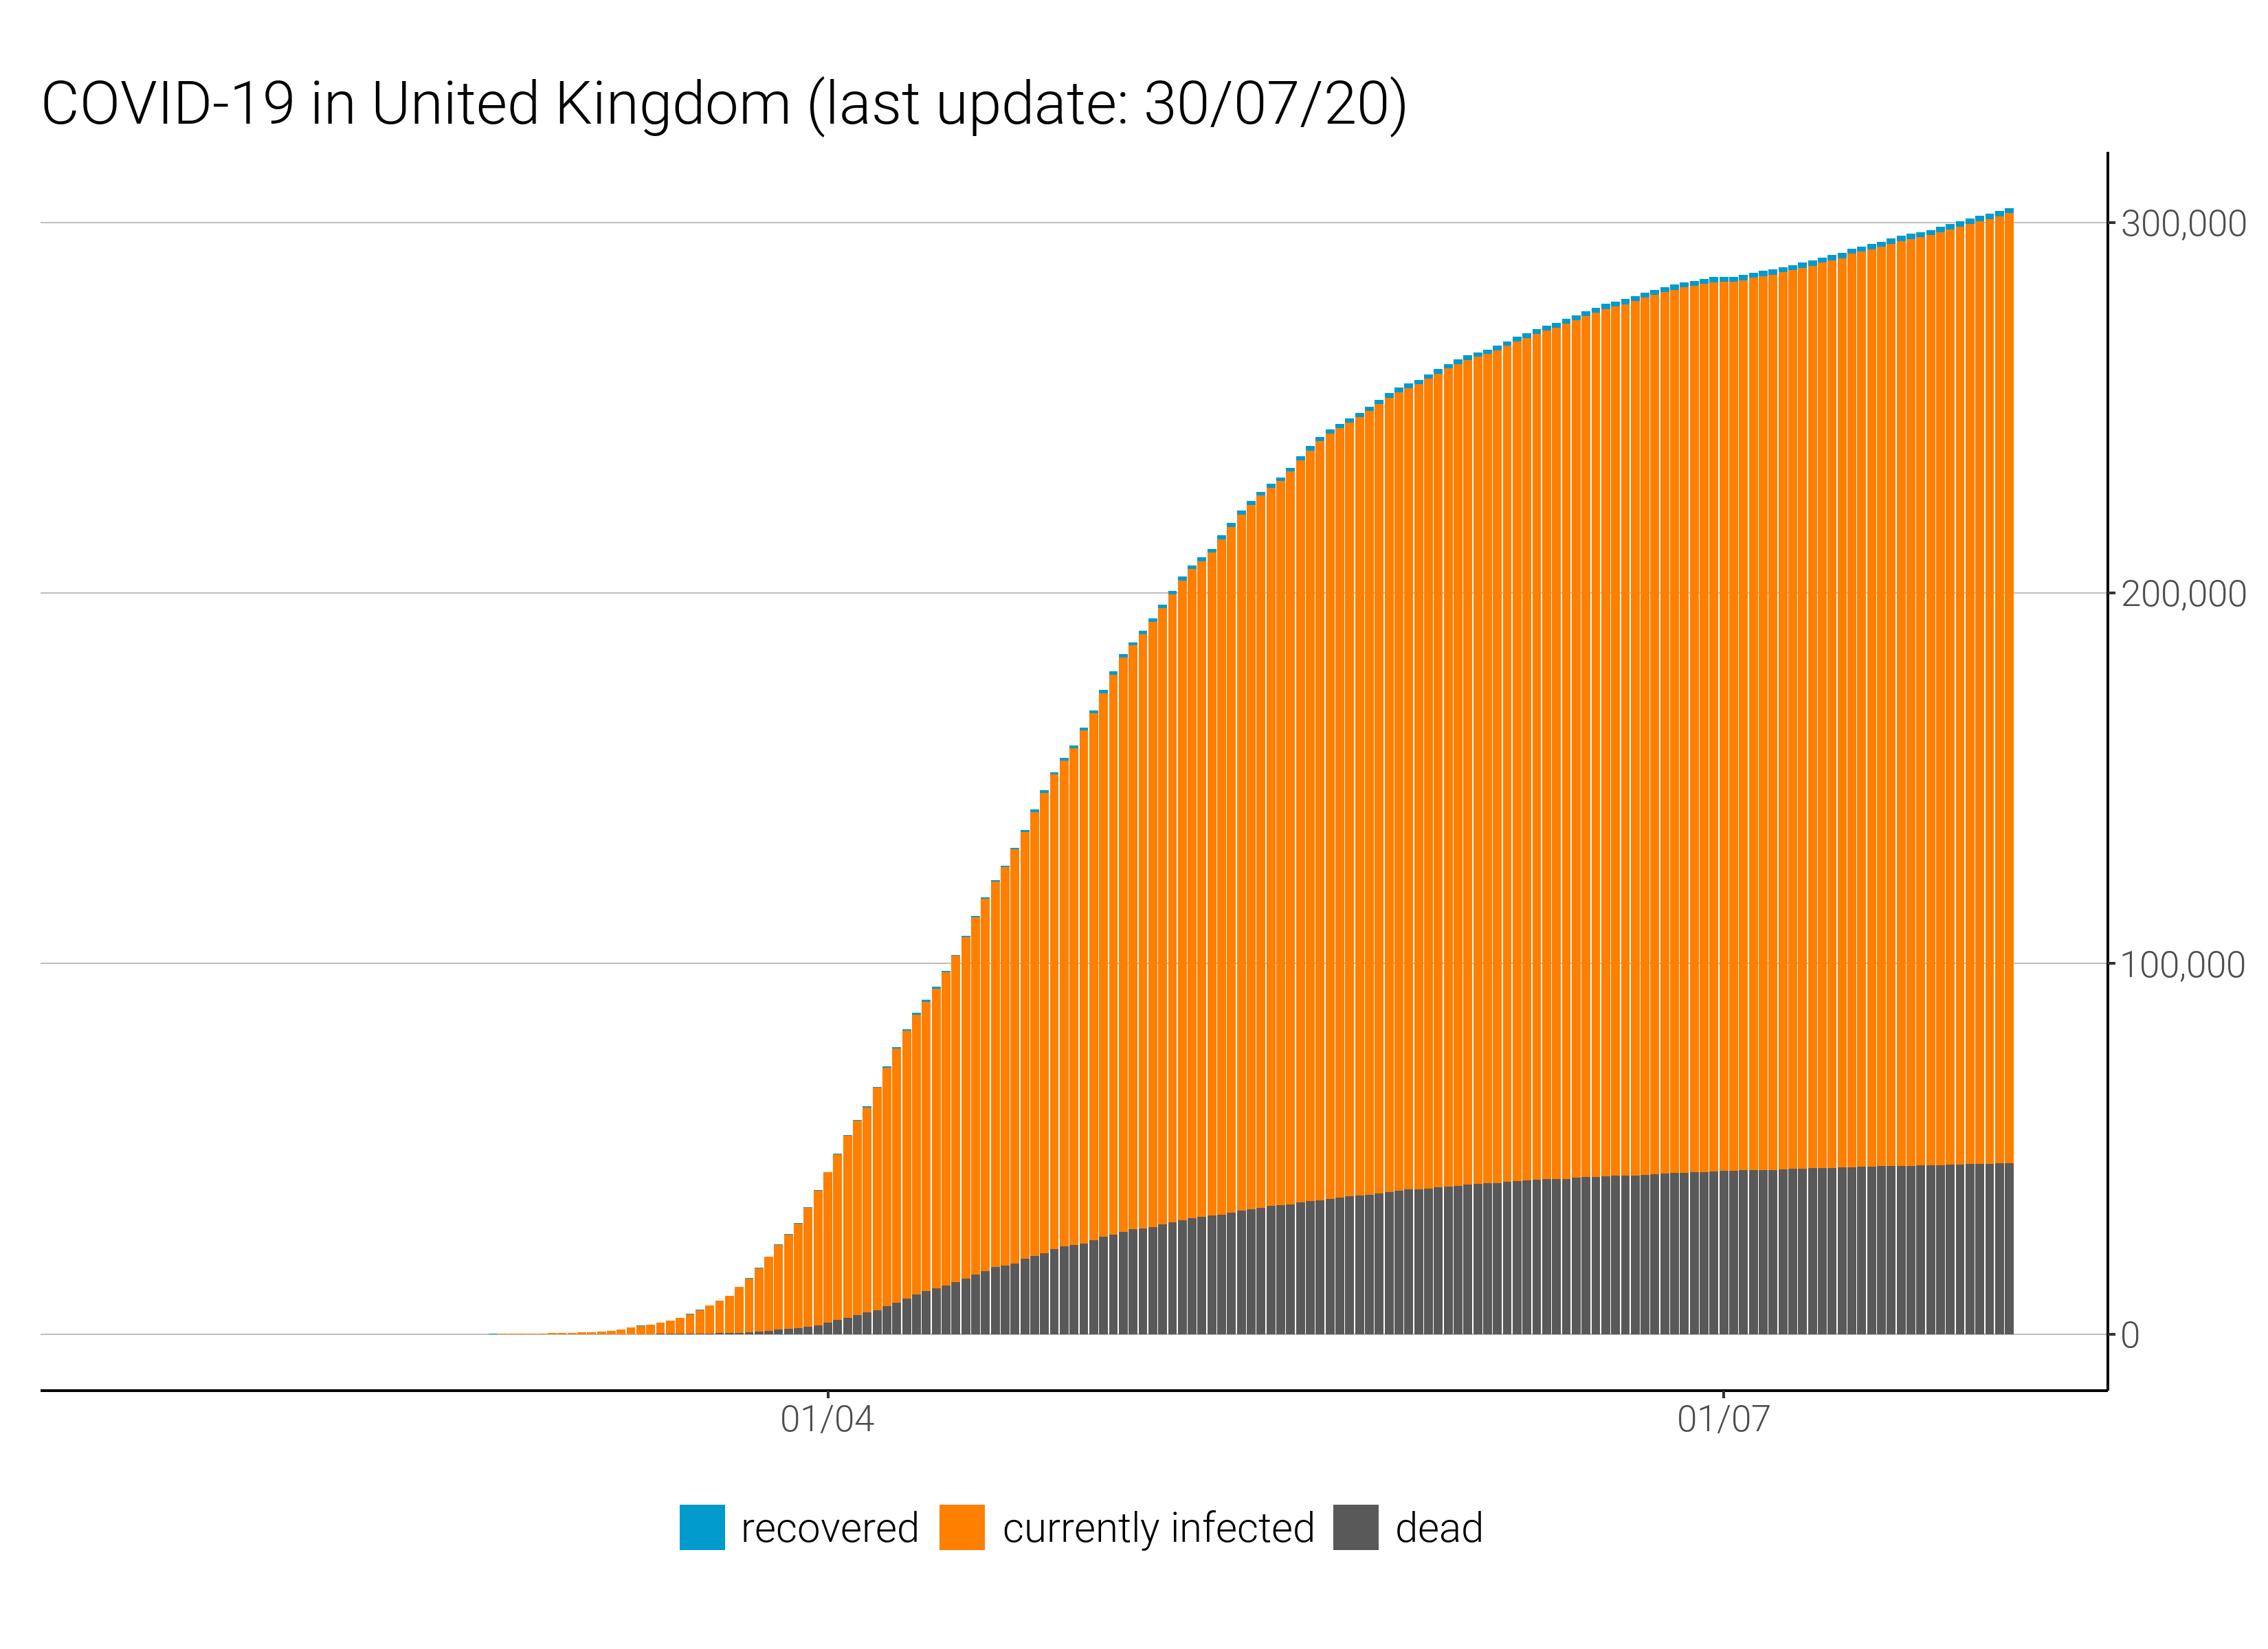 COVID-19 in United Kingdom (last update: 30/07/20)
300,000
200,000
100,000
0
01/04 01/07
recovered currently infected dead